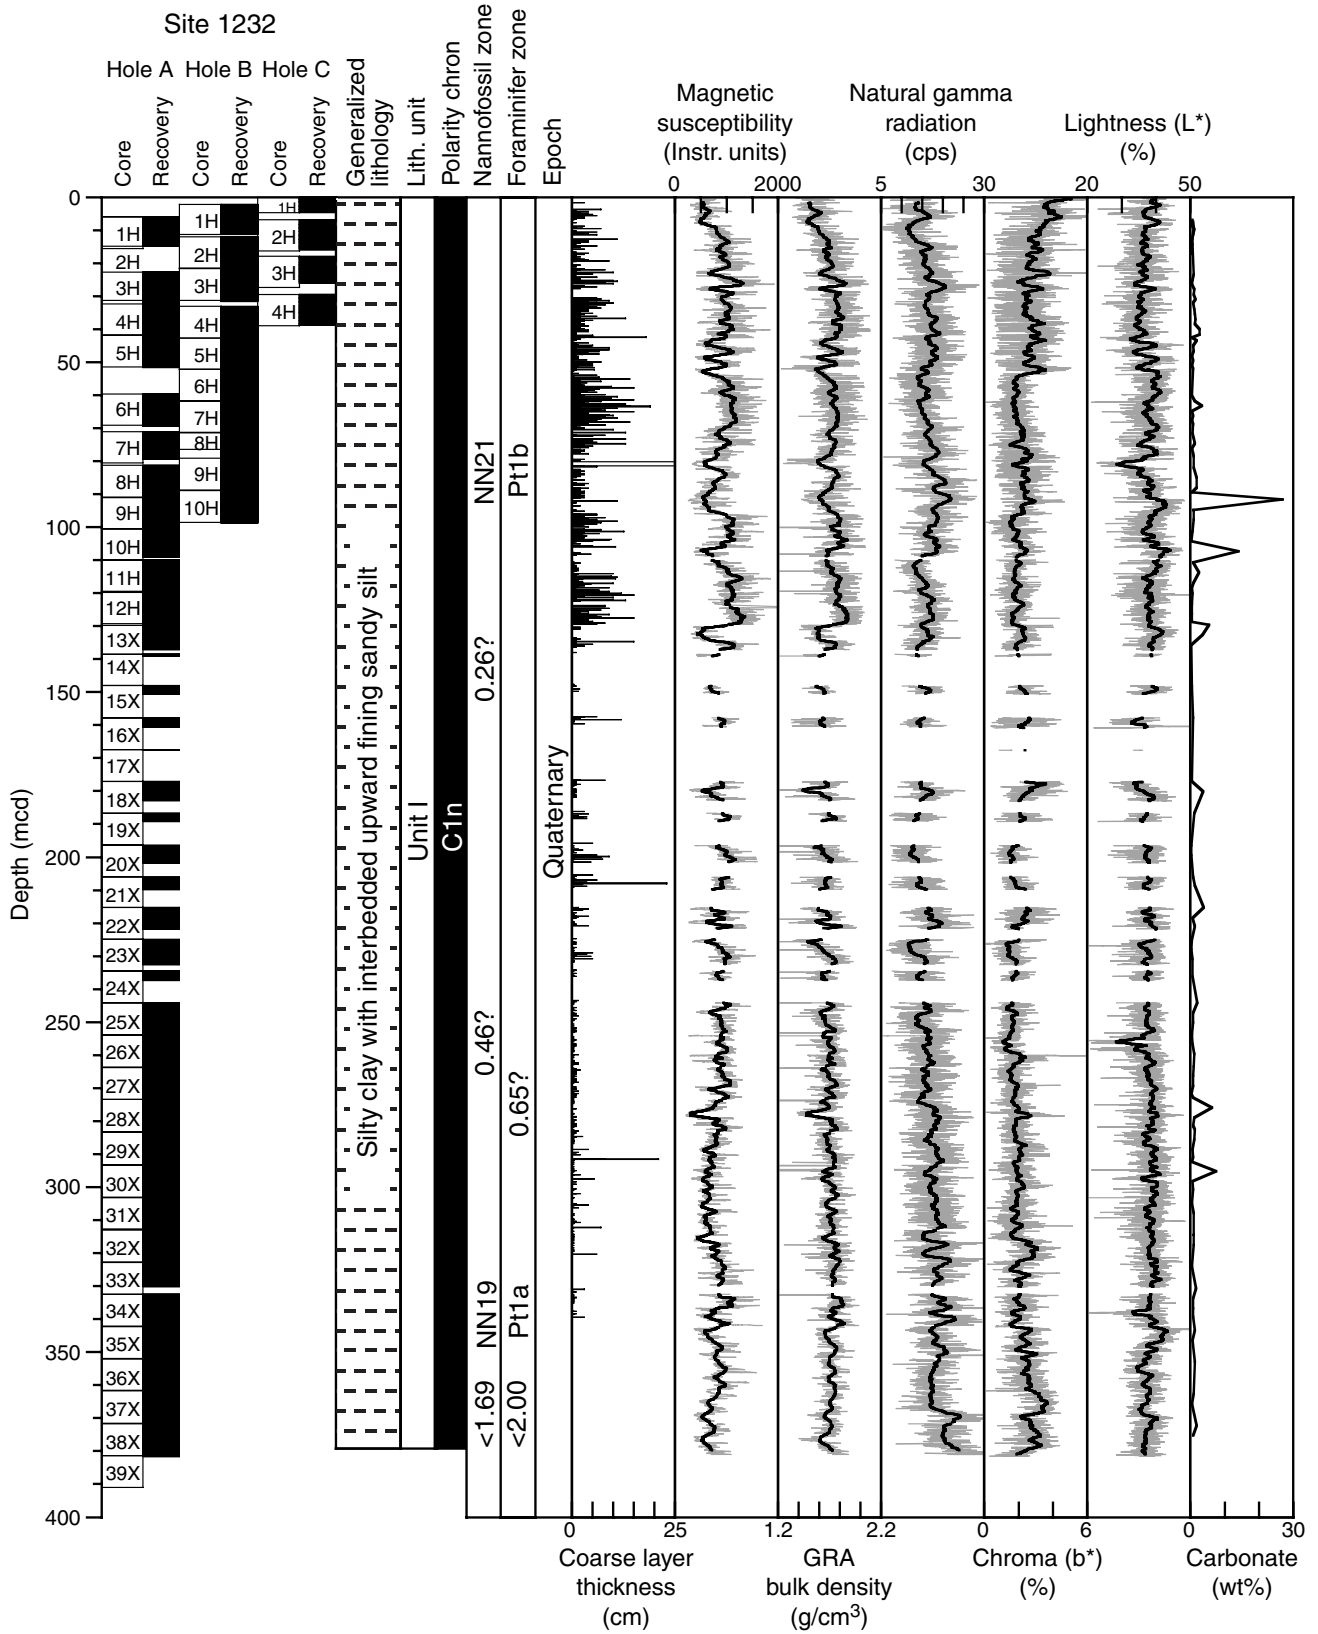 Site 1232
Hole A Hole B Hole C
Core
Recovery
Core
Recovery
Core
Recovery
Generalized
lithology
Lith. unit
Polarity chron
Nannofossil zone
Foraminifer zone
Epoch
Magnetic
susceptibility
(Instr. units)
0 2000
Natural gamma
radiation
(cps)
5 30
Lightness (L*)
(%)
20 50
Depth (mcd)
0
50
100
150
200
250
300
350
400
1H
2H
3H
4H
5H
6H
7H
8H
9H
10H
11H
12H
13X
14X
15X
16X
17X
18X
19X
20X
21X
22X
23X
24X
25X
26X
27X
28X
29X
30X
31X
32X
33X
34X
35X
36X
37X
38X
39X
1H
2H
3H
4H
5H
6H
7H
8H
9H
10H
1H
2H
3H
4H
Silty clay with interbedded upward fining sandy silt
Unit I
C1n
NN21
0.26?
0.46?
NN19
<1.69
Pt1b
0.65?
Pt1a
<2.00
Quaternary
0 25
Coarse layer
thickness
(cm)
1.2 2.2
GRA
bulk density
(g/cm³)
0 6
Chroma (b*)
(%)
0 30
Carbonate
(wt%)